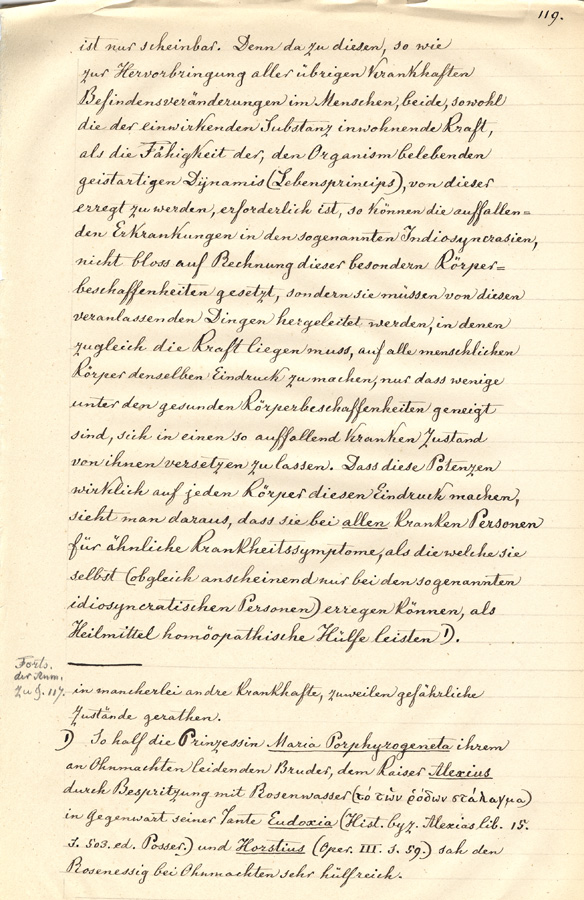 119.
ist nur scheinbar. Denn da zu diesen, so wie
zur Hervorbringung aller übrigen krankhaften
Befindensveränderungen im Menschen, beide, sowohl
die der einwirkenden Substanz inwohnende Kraft,
als die Fähigkeit der, den Organism belebenden
geistartigen Dÿnamis (Lebensprincips), von dieser
erregt zu werden, erforderlich ist, so können die auffallen=
den Erkrankungen in den sogenannten Indiosyncrasien,
nicht bloss auf Rechnung dieser besondern Körper=
beschaffenheiten gesetzt, sondern sie müssen von diesen
veranlassenden Dingen hergeleitet werden, in denen
zugleich die Kraft liegen muss, auf alle menschlichen
Körper denselben Eindruck zu machen, nur dass wenige
unter den gesunden Körperbeschaffenheiten geneigt
sind, sich in einen so auffallend kranken Zustand
von ihnen versetzen zu lassen. Dass diese Potenzen
wirklich auf jeden Körper diesen Eindruck machen,
sieht man daraus, dass sie bei allen kranken Personen
für ähnliche Krankheitssymptome, als die welche sie
selbst (obgleich anscheinend nur bei den sogenannten
idiosyncratischen Personen) erregen können, als
Heilmittel homöopathische Hülfe leisten 1).
Forts.
der Anm.
zu §. 117.
in mancherlei andre krankhafte, zuweilen gefährliche
Zustände gerathen.
1) So half die Prinzessin Maria Porphyrogeneta ihrem
an Ohnmachten leidenden Bruder, dem Kaiser Alexius
durch Bespritzung mit Rosenwasser (τό τῶν ῥόδων στάλαγμα)
in Gegenwart seiner Tante Eudoxia (Hist. byz. Alexias lib. 15.
S. 503. ed. Posser.) und Horstius (Oper. III. S. 59.) sah den
Rosenessig bei Ohnmachten sehr hülfreich.